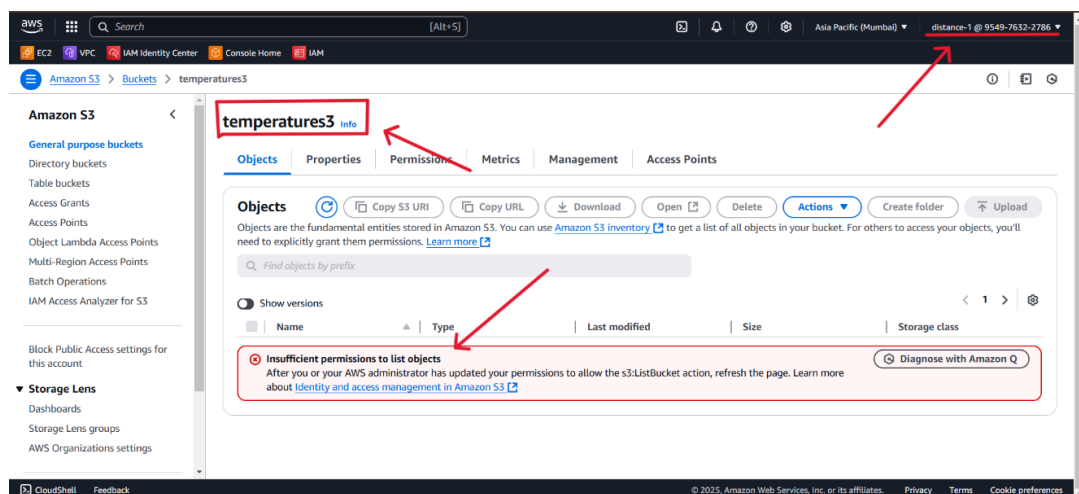 aws
Search [Alt+S] Asia Pacific (Mumbai) ▼ distance-1 @ 9549-7632-2786 ▼
EC2 VPC IAM Identity Center Console Home IAM
Amazon S3 > Buckets > temperatures3
Amazon S3
General purpose buckets
Directory buckets
Table buckets
Access Grants
Access Points
Object Lambda Access Points
Multi-Region Access Points
Batch Operations
IAM Access Analyzer for S3
Block Public Access settings for
this account
▼ Storage Lens
Dashboards
Storage Lens groups
AWS Organizations settings
temperatures3 Info
Objects Properties Permissions Metrics Management Access Points
Objects Copy S3 URI Copy URL Download Open Delete Actions ▼ Create folder Upload
Objects are the fundamental entities stored in Amazon S3. You can use Amazon S3 inventory to get a list of all objects in your bucket. For others to access your objects, you'll
need to explicitly grant them permissions. Learn more
Find objects by prefix
Show versions
< 1 >
Name Type Last modified Size Storage class
Insufficient permissions to list objects
After you or your AWS administrator has updated your permissions to allow the s3:ListBucket action, refresh the page. Learn more
about Identity and access management in Amazon S3
Diagnose with Amazon Q
CloudShell Feedback © 2025, Amazon Web Services, Inc. or its affiliates. Privacy Terms Cookie preferences